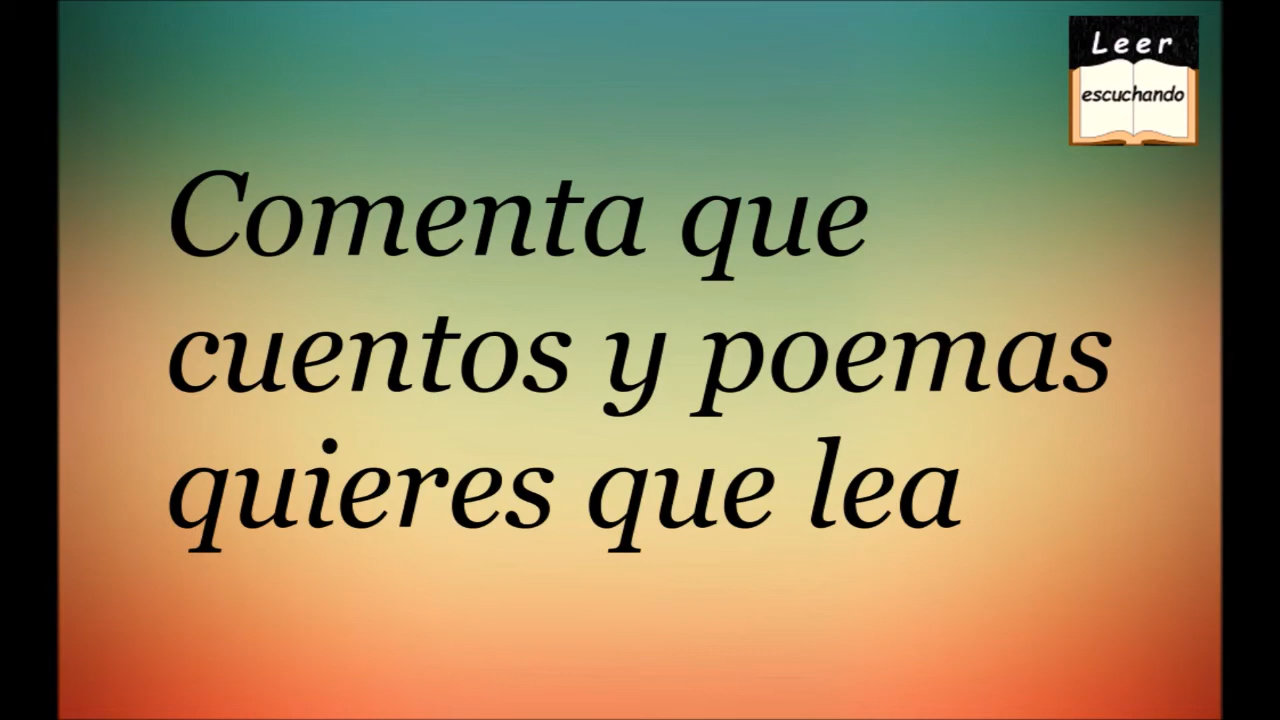 Leer
escuchando
Comenta que
cuentos y poemas
quieres que lea